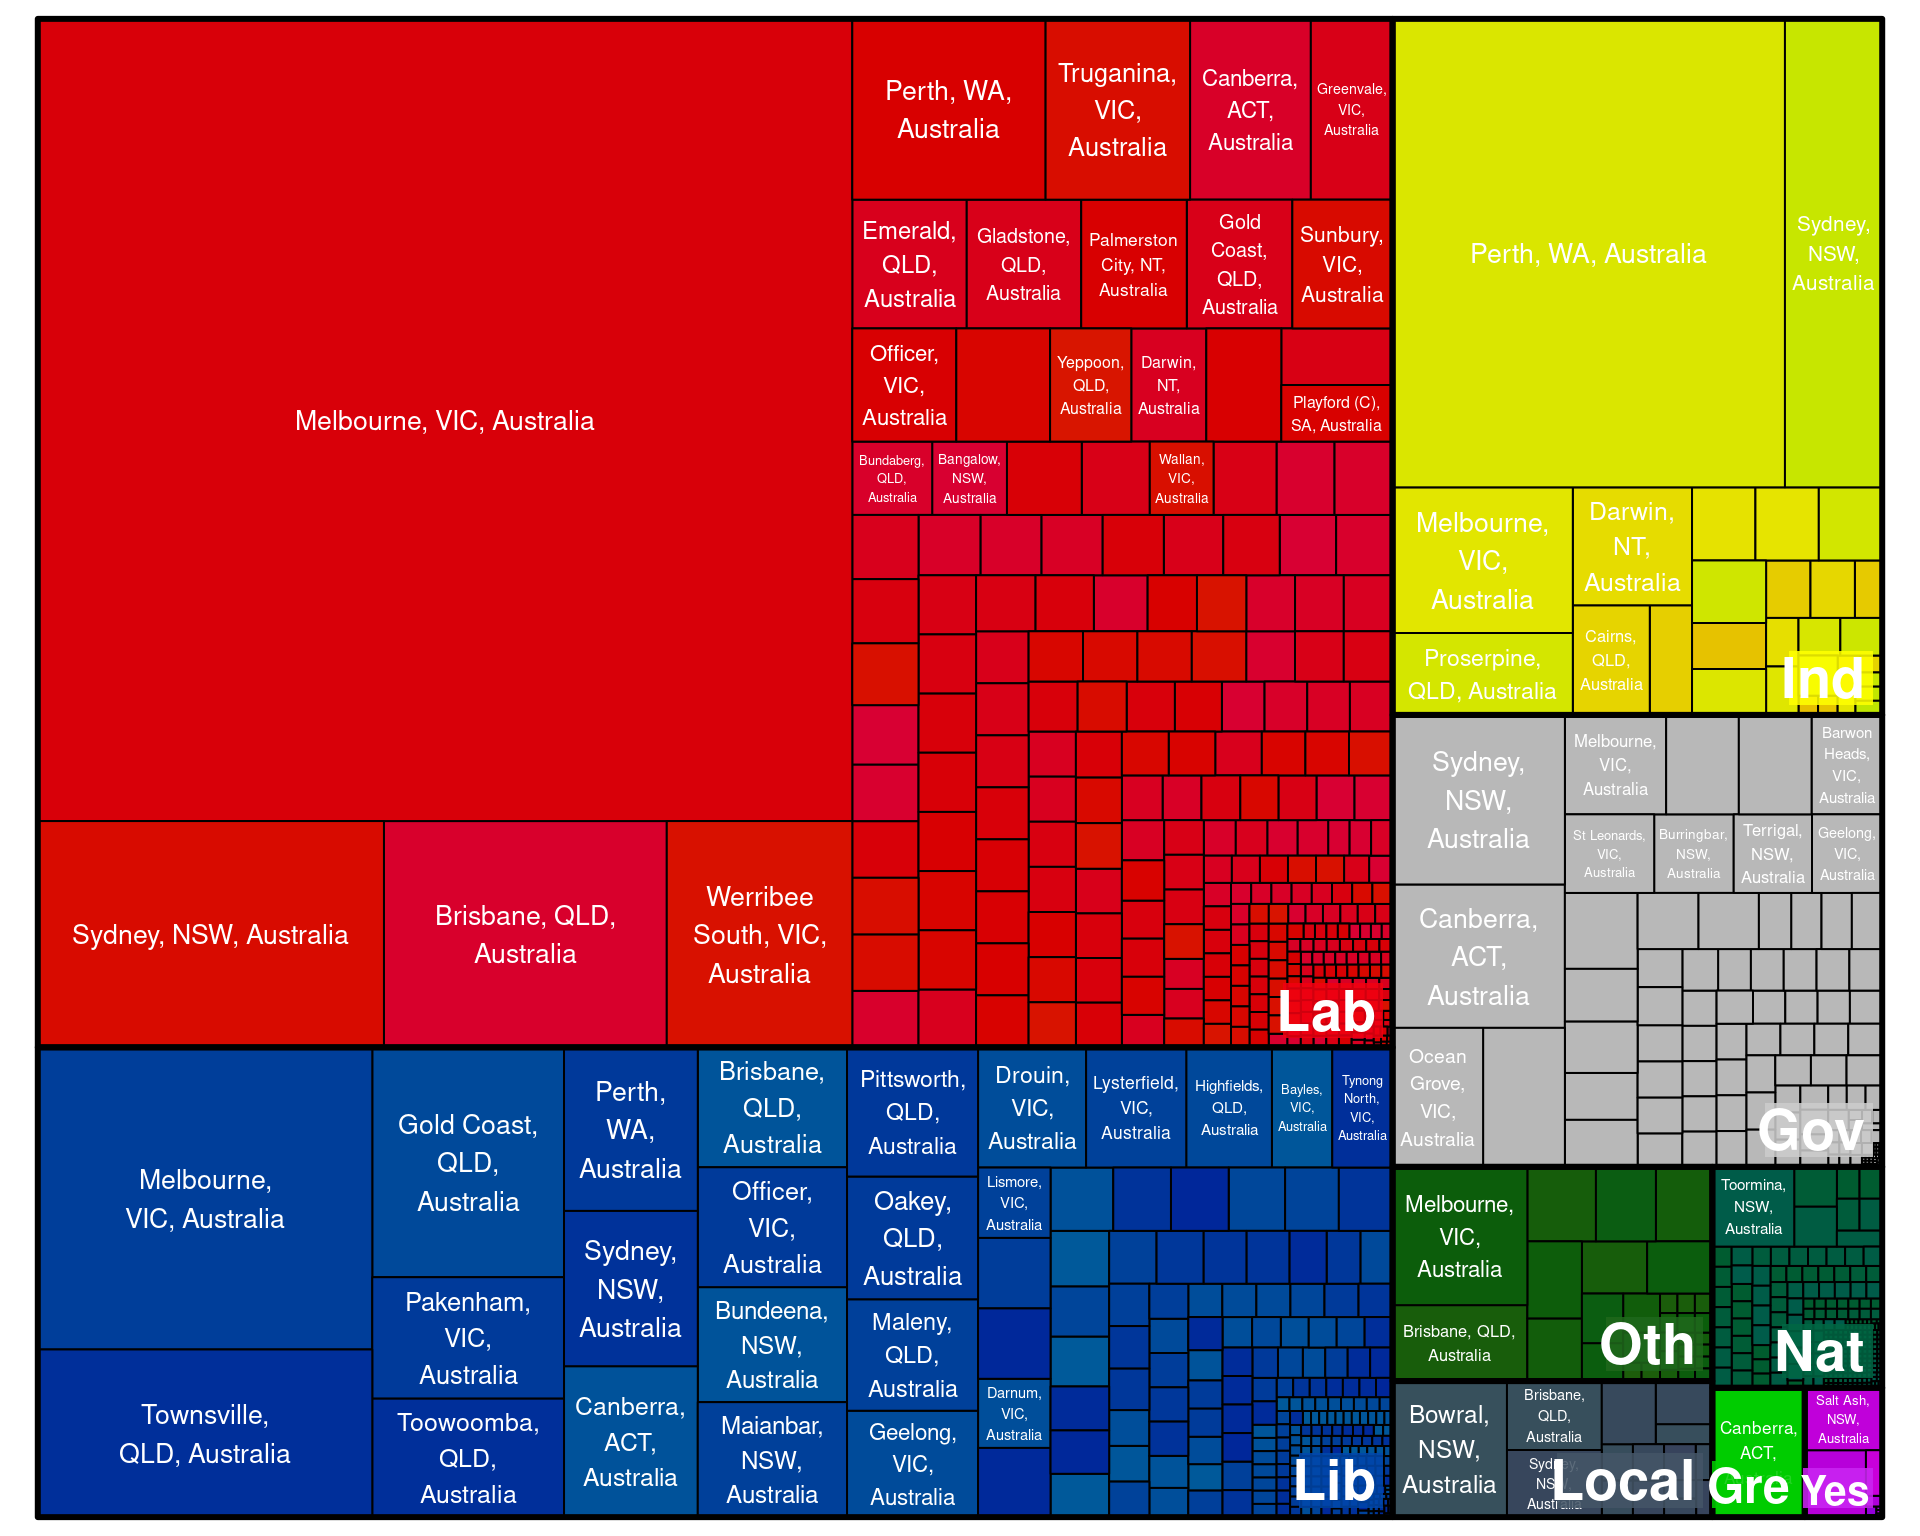 Melbourne, VIC, Australia
Sydney, NSW, Australia
Brisbane, QLD,
Australia
Werribee
South, VIC,
Australia
Perth, WA,
Australia
Truganina,
VIC,
Australia
Canberra,
ACT,
Australia
Greenvale,
VIC,
Australia
Emerald,
QLD,
Australia
Gladstone,
QLD,
Australia
Palmerston
City, NT,
Australia
Gold
Coast,
QLD,
Australia
Sunbury,
VIC,
Australia
Officer,
VIC,
Australia
Yeppoon,
QLD,
Australia
Darwin,
NT,
Australia
Playford (C),
SA, Australia
Bundaberg,
QLD,
Australia
Bangalow,
NSW,
Australia
Wallan,
VIC,
Australia
Lab
Melbourne,
VIC, Australia
Townsville,
QLD, Australia
Gold Coast,
QLD,
Australia
Pakenham,
VIC,
Australia
Toowoomba,
QLD,
Australia
Perth,
WA,
Australia
Sydney,
NSW,
Australia
Canberra,
ACT,
Australia
Brisbane,
QLD,
Australia
Officer,
VIC,
Australia
Bundeena,
NSW,
Australia
Maianbar,
NSW,
Australia
Pittsworth,
QLD,
Australia
Oakey,
QLD,
Australia
Maleny,
QLD,
Australia
Geelong,
VIC,
Australia
Drouin,
VIC,
Australia
Lysterfield,
VIC,
Australia
Highfields,
QLD,
Australia
Bayles,
VIC,
Australia
Tynong
North,
VIC,
Australia
Lismore,
VIC,
Australia
Darnum,
VIC,
Australia
Lib
Perth, WA, Australia
Sydney,
NSW,
Australia
Melbourne,
VIC,
Australia
Proserpine,
QLD, Australia
Darwin,
NT,
Australia
Cairns,
QLD,
Australia
Ind
Sydney,
NSW,
Australia
Canberra,
ACT,
Australia
Ocean
Grove,
VIC,
Australia
Melbourne,
VIC,
Australia
Barwon
Heads,
VIC,
Australia
St Leonards,
VIC,
Australia
Burringbar,
NSW,
Australia
Terrigal,
NSW,
Australia
Geelong,
VIC,
Australia
Gov
Melbourne,
VIC,
Australia
Brisbane, QLD,
Australia
Oth
Toormina,
NSW,
Australia
Nat
Bowral,
NSW,
Australia
Brisbane,
QLD,
Australia
Sydney,
NSW,
Australia
Local
Canberra,
ACT,
Gre
Salt Ash,
NSW,
Australia
Yes